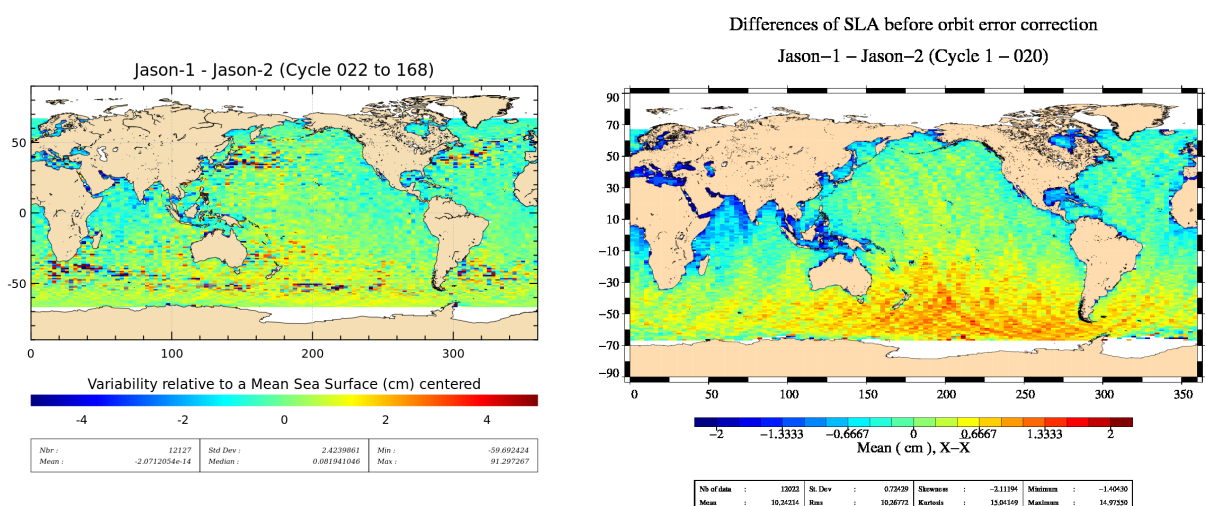 Jason-1 - Jason-2 (Cycle 022 to 168)
50
0
-50
0 100 200 300
Variability relative to a Mean Sea Surface (cm) centered
-4 -2 0 2 4
Nbr : 12127 Std Dev : 2.4239861 Min : -59.692424
Mean : -2.0712054e-14 Median : 0.081941046 Max : 91.297267
Differences of SLA before orbit error correction
Jason−1 − Jason−2 (Cycle 1 − 020)
90
70
50
30
10
−10
−30
−50
−70
−90
0 50 100 150 200 250 300 350
−2 −1.3333 −0.6667 0 0.6667 1.3333 2
Mean ( cm ), X−X
Nb of data : 12022 St. Dev : 0.72429 Skewness : −2.11194 Minimum : −1.40430
Mean : 10.24214 Rms : 10.26772 Kurtosis : 15.04149 Maximum : 14.97550